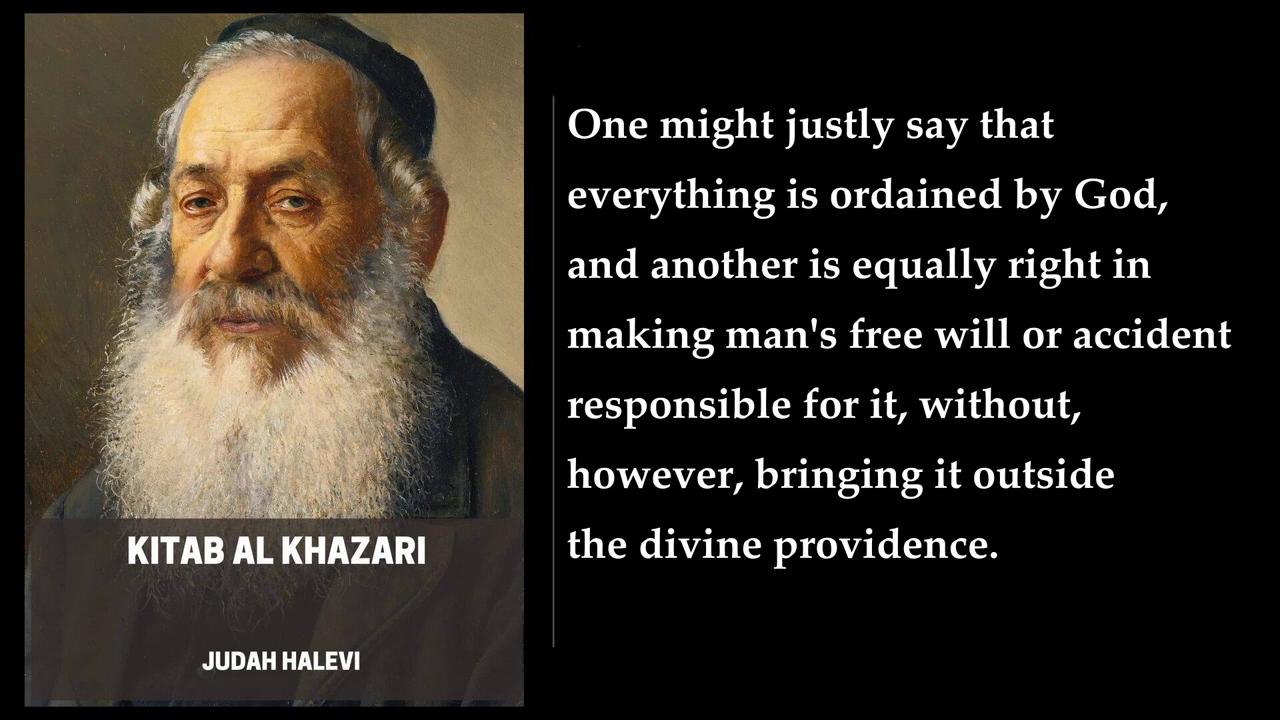 KITAB AL KHAZARI
JUDAH HALEVI
One might justly say that
everything is ordained by God,
and another is equally right in
making man's free will or accident
responsible for it, without,
however, bringing it outside
the divine providence.